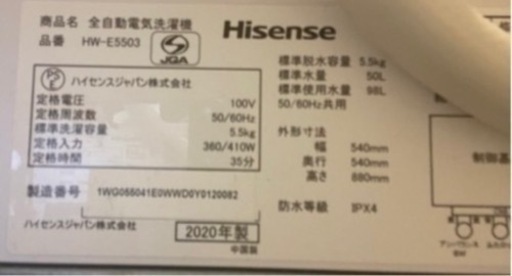 商品名 全自動電気洗濯機
品番 HW-E5503
JQA
Hisense
ハイセンスジャパン株式会社
定格電圧 100V
定格周波数 50/60Hz
標準洗濯容量 5.5kg
定格入力 360/410W
定格時間 35分
製造番号 1WG055041E0WWD0Y0120082
ハイセンスジャパン株式会社
2020年製
中国製
標準脱水容量 5.5kg
標準水量 50L
標準使用水量 98L
50/60Hz共用
外形寸法
幅 540mm
奥行 540mm
高さ 880mm
防水等級 IPX4
制御基